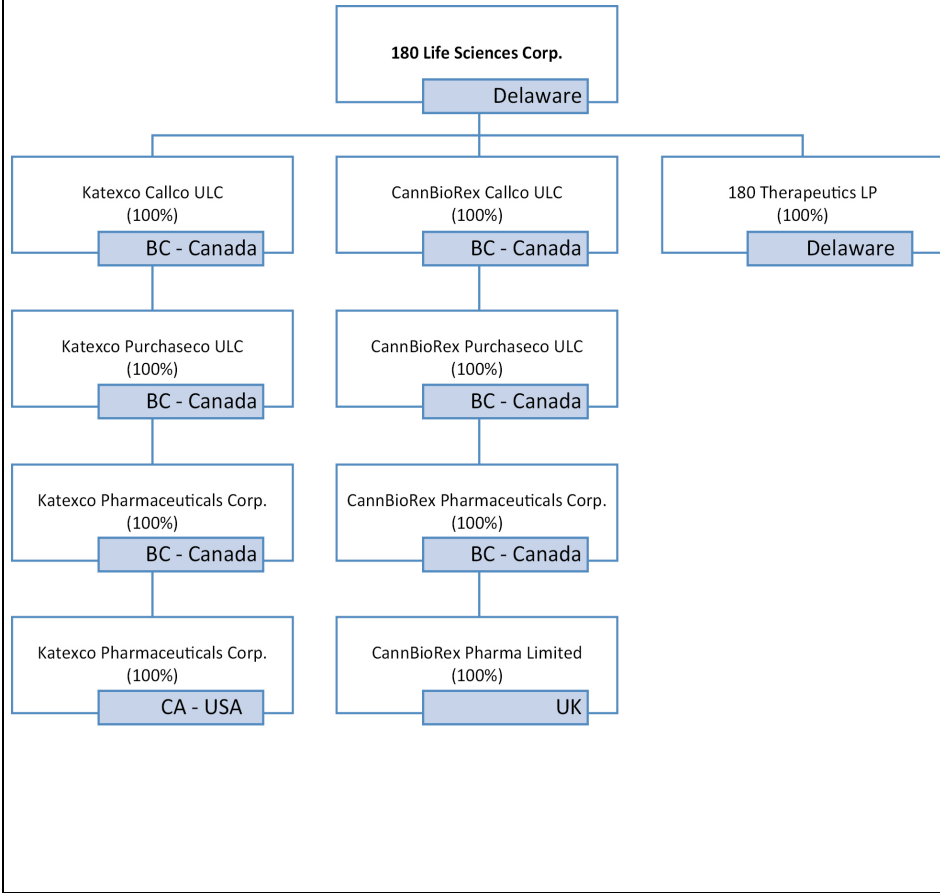 180 Life Sciences Corp.
Delaware
Katexco Callco ULC
(100%)
BC - Canada
CannBioRex Callco ULC
(100%)
BC - Canada
180 Therapeutics LP
(100%)
Delaware
Katexco Purchaseco ULC
(100%)
BC - Canada
CannBioRex Purchaseco ULC
(100%)
BC - Canada
Katexco Pharmaceuticals Corp.
(100%)
BC - Canada
CannBioRex Pharmaceuticals Corp.
(100%)
BC - Canada
Katexco Pharmaceuticals Corp.
(100%)
CA - USA
CannBioRex Pharma Limited
(100%)
UK